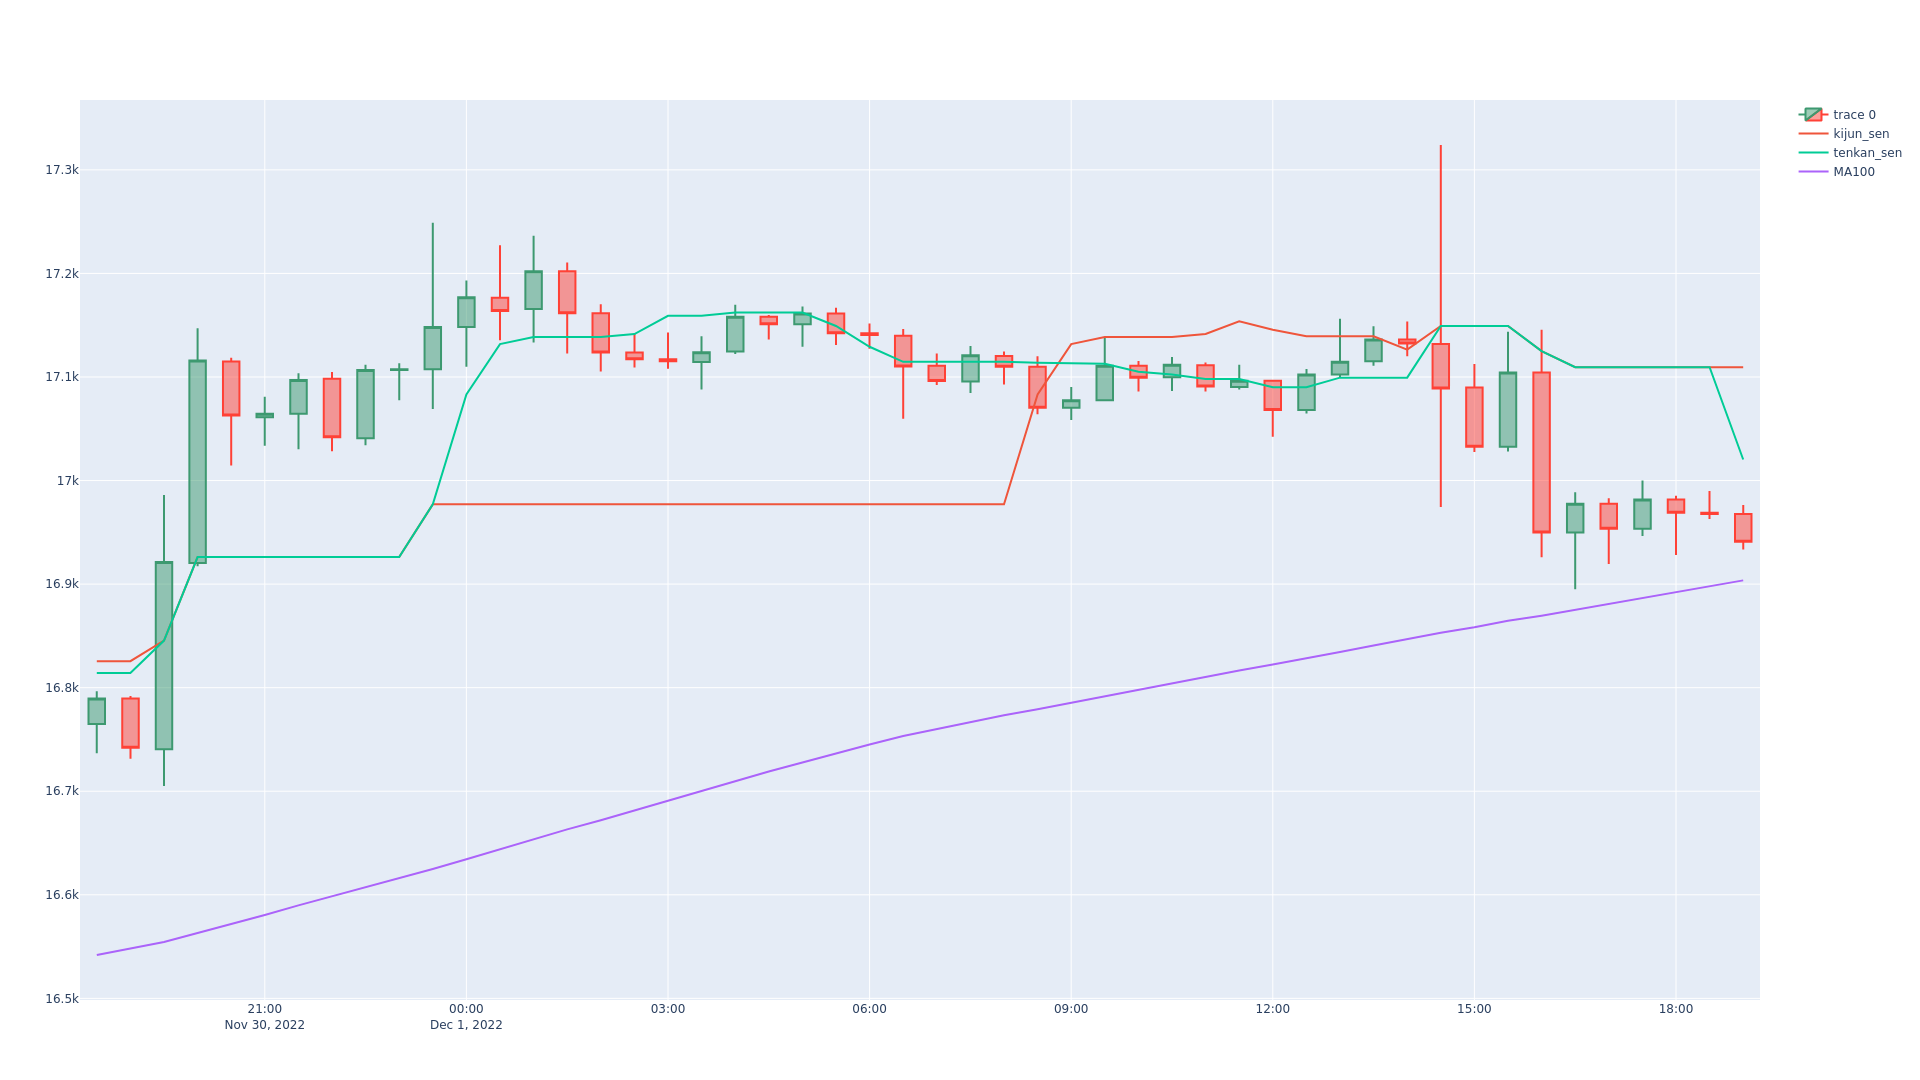 trace 0
kijun_sen
tenkan_sen
MA100
17.3k
17.2k
17.1k
17k
16.9k
16.8k
16.7k
16.6k
16.5k
21:00 00:00 03:00 06:00 09:00 12:00 15:00 18:00
Nov 30, 2022 Dec 1, 2022